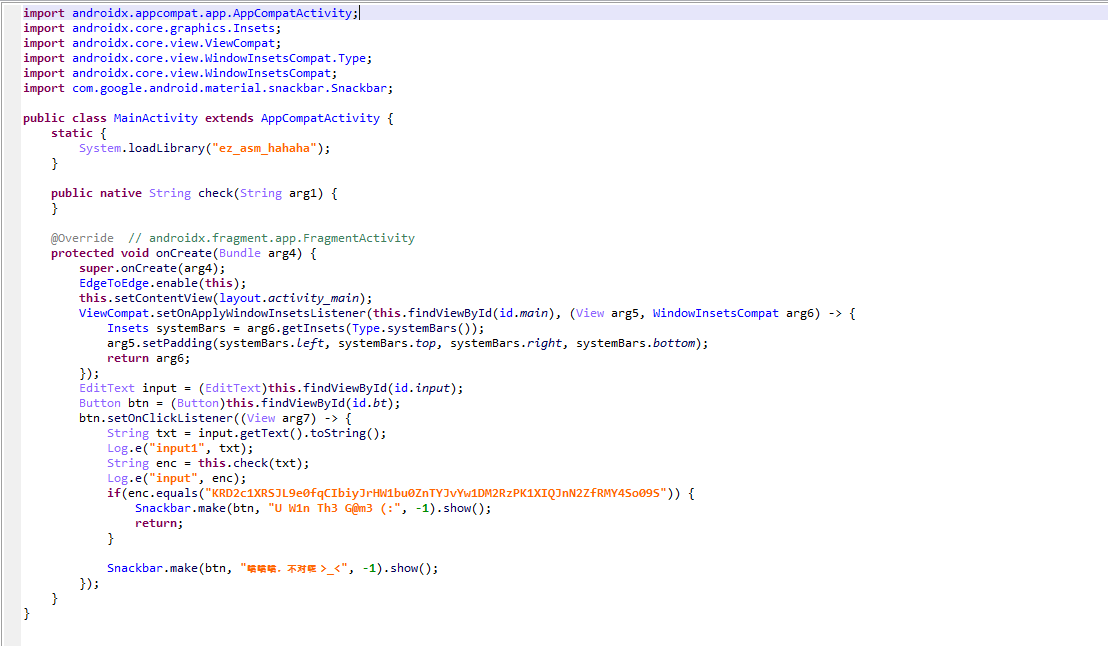 import androidx.appcompat.app.AppCompatActivity;
import androidx.core.graphics.Insets;
import androidx.core.view.ViewCompat;
import androidx.core.view.WindowInsetsCompat.Type;
import androidx.core.view.WindowInsetsCompat;
import com.google.android.material.snackbar.Snackbar;
public class MainActivity extends AppCompatActivity {
static {
System.loadLibrary("ez_asm_hahaha");
}
public native String check(String arg1) {
}
@Override // androidx.fragment.app.FragmentActivity
protected void onCreate(Bundle arg4) {
super.onCreate(arg4);
EdgeToEdge.enable(this);
this.setContentView(layout.activity_main);
ViewCompat.setOnApplyWindowInsetsListener(this.findViewById(id.main), (View arg5, WindowInsetsCompat arg6) -> {
Insets systemBars = arg6.getInsets(Type.systemBars());
arg5.setPadding(systemBars.left, systemBars.top, systemBars.right, systemBars.bottom);
return arg6;
});
EditText input = (EditText)this.findViewById(id.input);
Button btn = (Button)this.findViewById(id.bt);
btn.setOnClickListener((View arg7) -> {
String txt = input.getText().toString();
Log.e("input1", txt);
String enc = this.check(txt);
Log.e("input", enc);
if(enc.equals("KRD2c1XRSJL9e0fqCIbiyJrHW1bu0ZnTYJvYw1DM2RzPK1XIQJnN2ZfRMY4So09S")) {
Snackbar.make(btn, "U W1n Th3 G@m3 (:", -1).show();
return;
}
Snackbar.make(btn, "不对呢 >_<", -1).show();
});
}
}